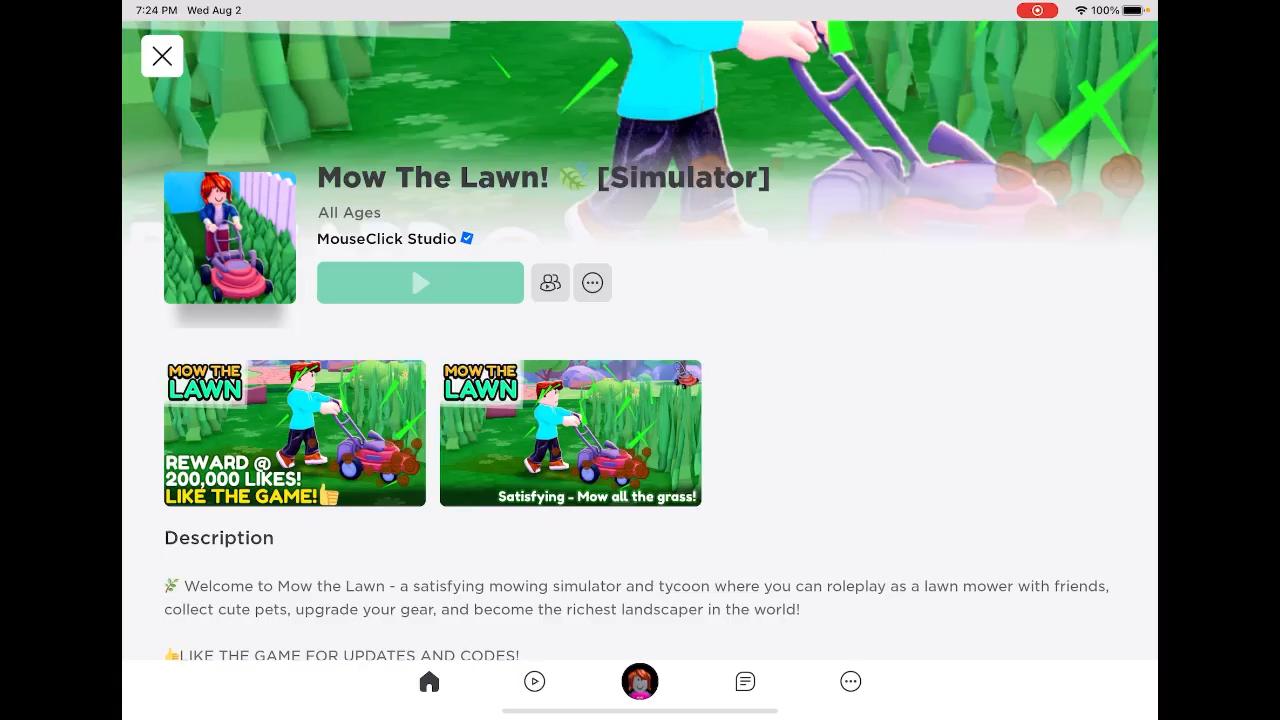 7:24 PM Wed Aug 2
100%
Mow The Lawn! 🌿 [Simulator]
All Ages
MouseClick Studio
MOW THE
LAWN
REWARD @
200,000 LIKES!
LIKE THE GAME!👍
MOW THE
LAWN
Satisfying - Mow all the grass!
Description
🌿 Welcome to Mow the Lawn - a satisfying mowing simulator and tycoon where you can roleplay as a lawn mower with friends,
collect cute pets, upgrade your gear, and become the richest landscaper in the world!
👍LIKE THE GAME FOR UPDATES AND CODES!